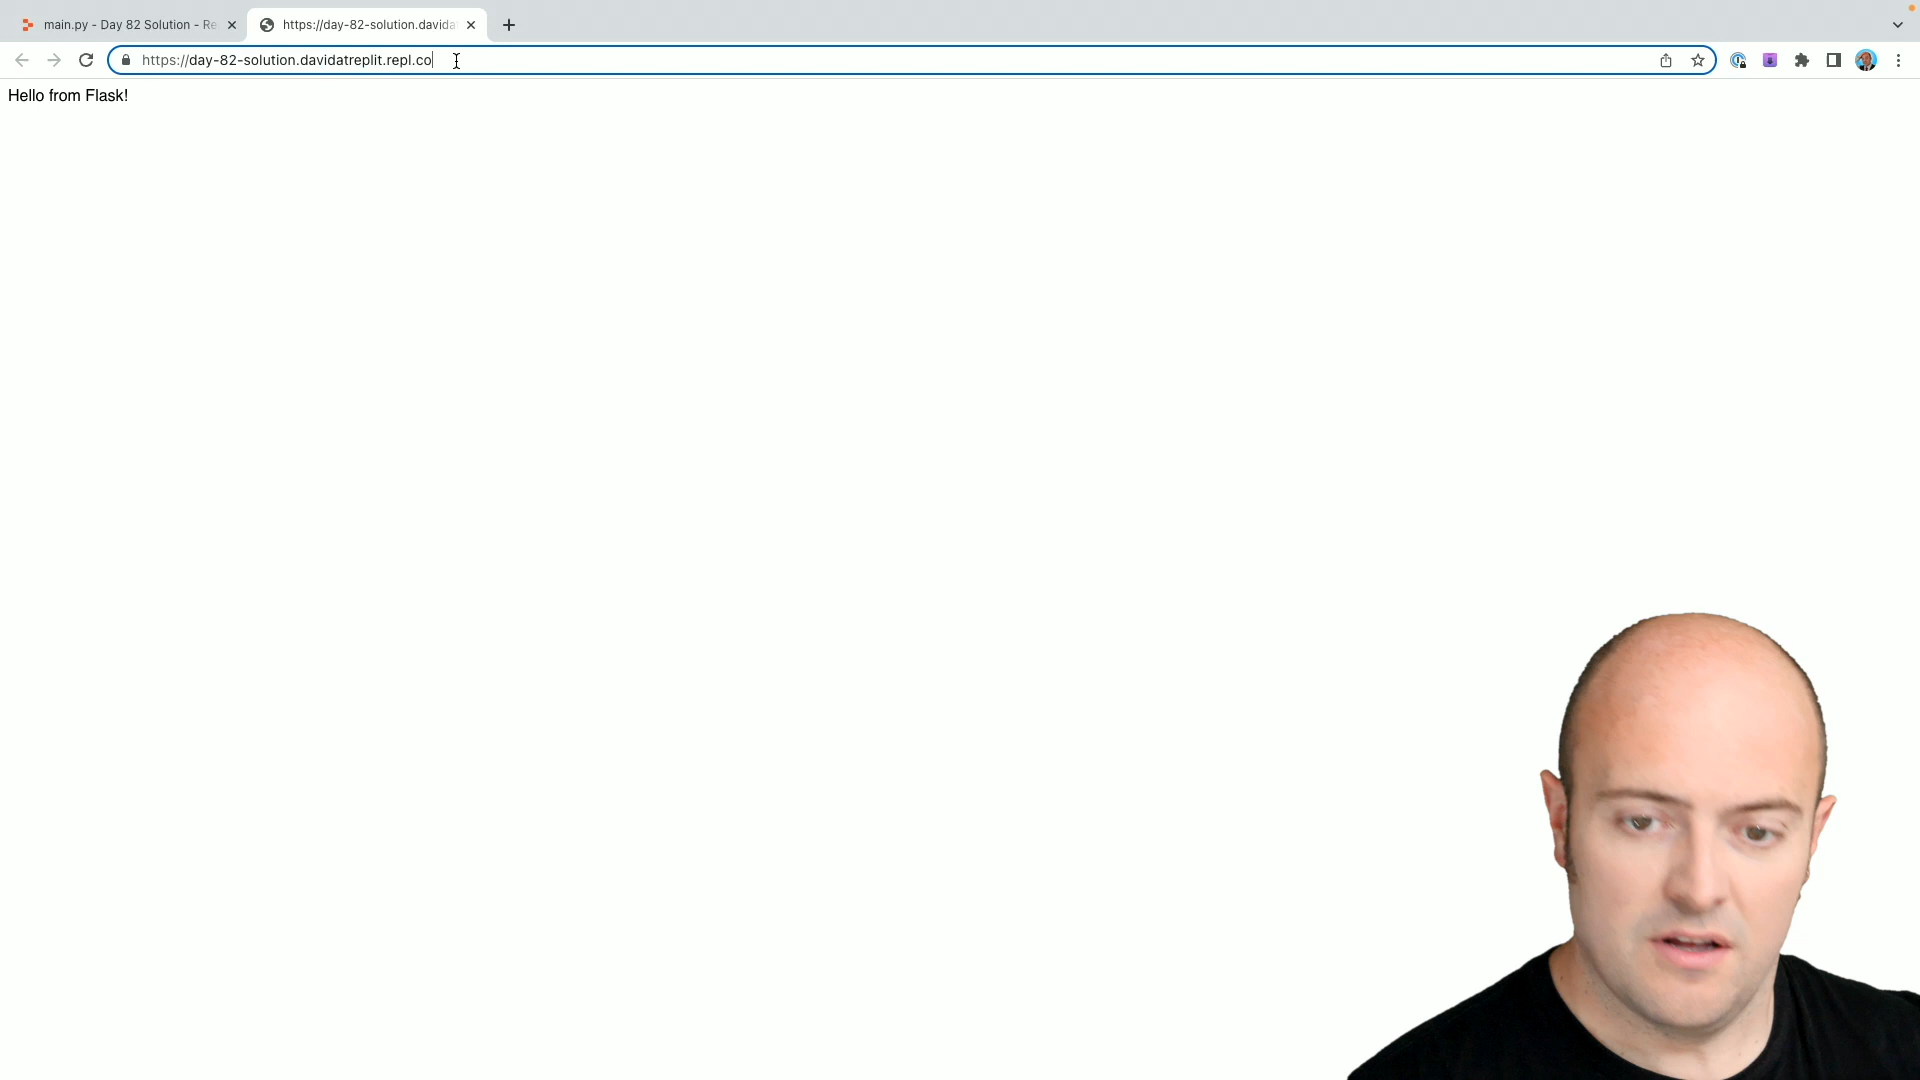 main.py - Day 82 Solution - Re
https://day-82-solution.davida
https://day-82-solution.davidatreplit.repl.co
Hello from Flask!